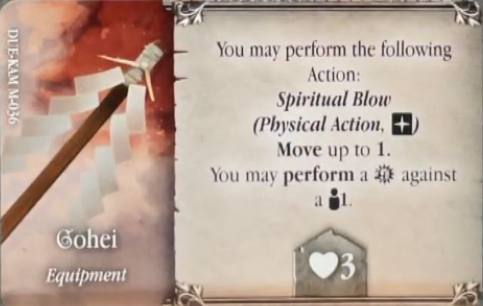 DUE-KAM M-036
Gohei
Equipment
You may perform the following
Action:
Spiritual Blow
(Physical Action, )
Move up to 1.
You may perform a against
a 1.
3